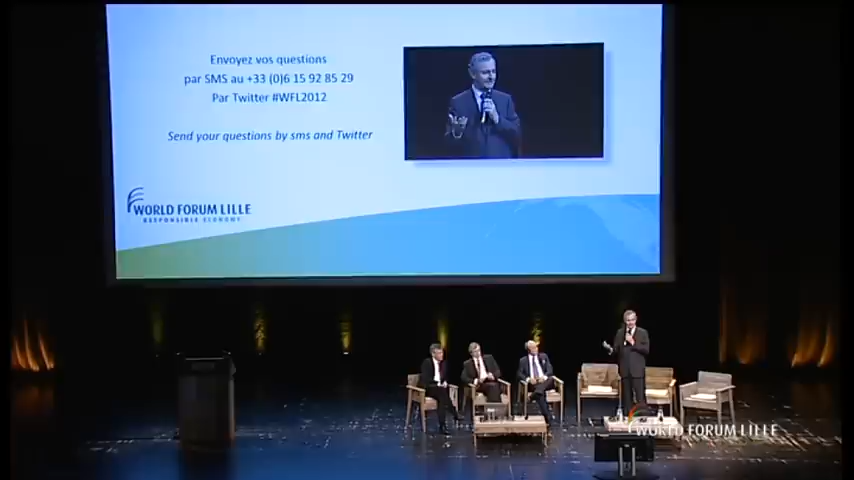 Envoyez vos questions
par SMS au +33 (0)6 15 92 85 29
Par Twitter #WFL2012
Send your questions by sms and Twitter
WORLD FORUM LILLE
RESPONSIBLE ECONOMY
WORLD FORUM LILLE